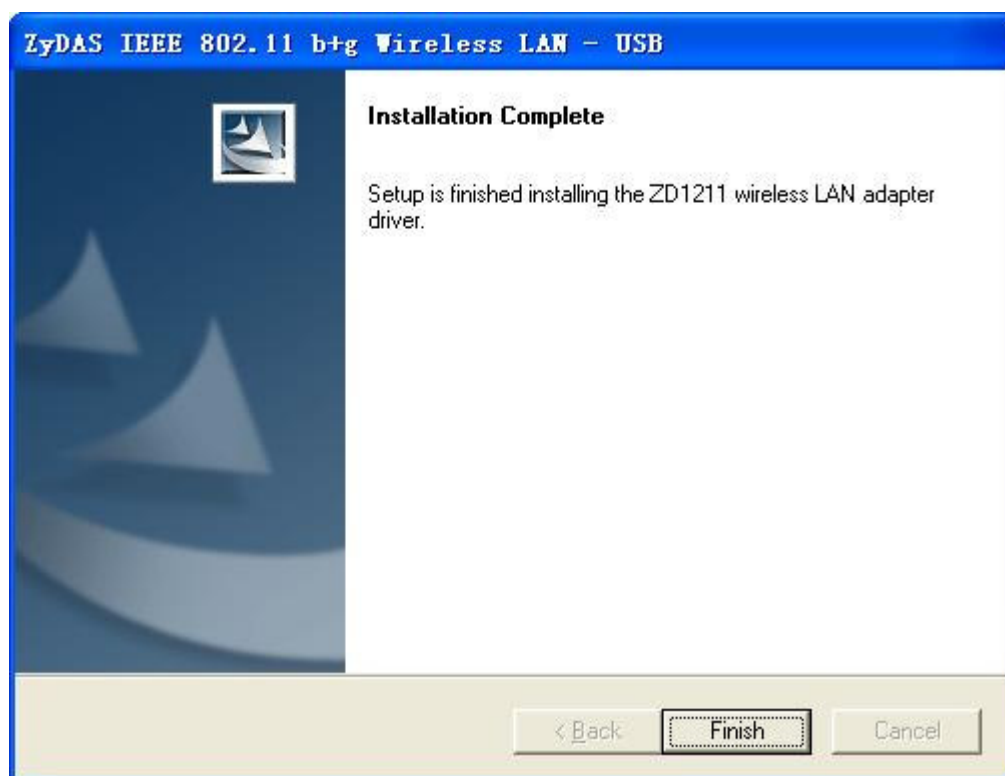 ZyDAS IEEE 802.11 b+g Wireless LAN - USB
Installation Complete
Setup is finished installing the ZD1211 wireless LAN adapter
driver.
< Back
Finish
Cancel